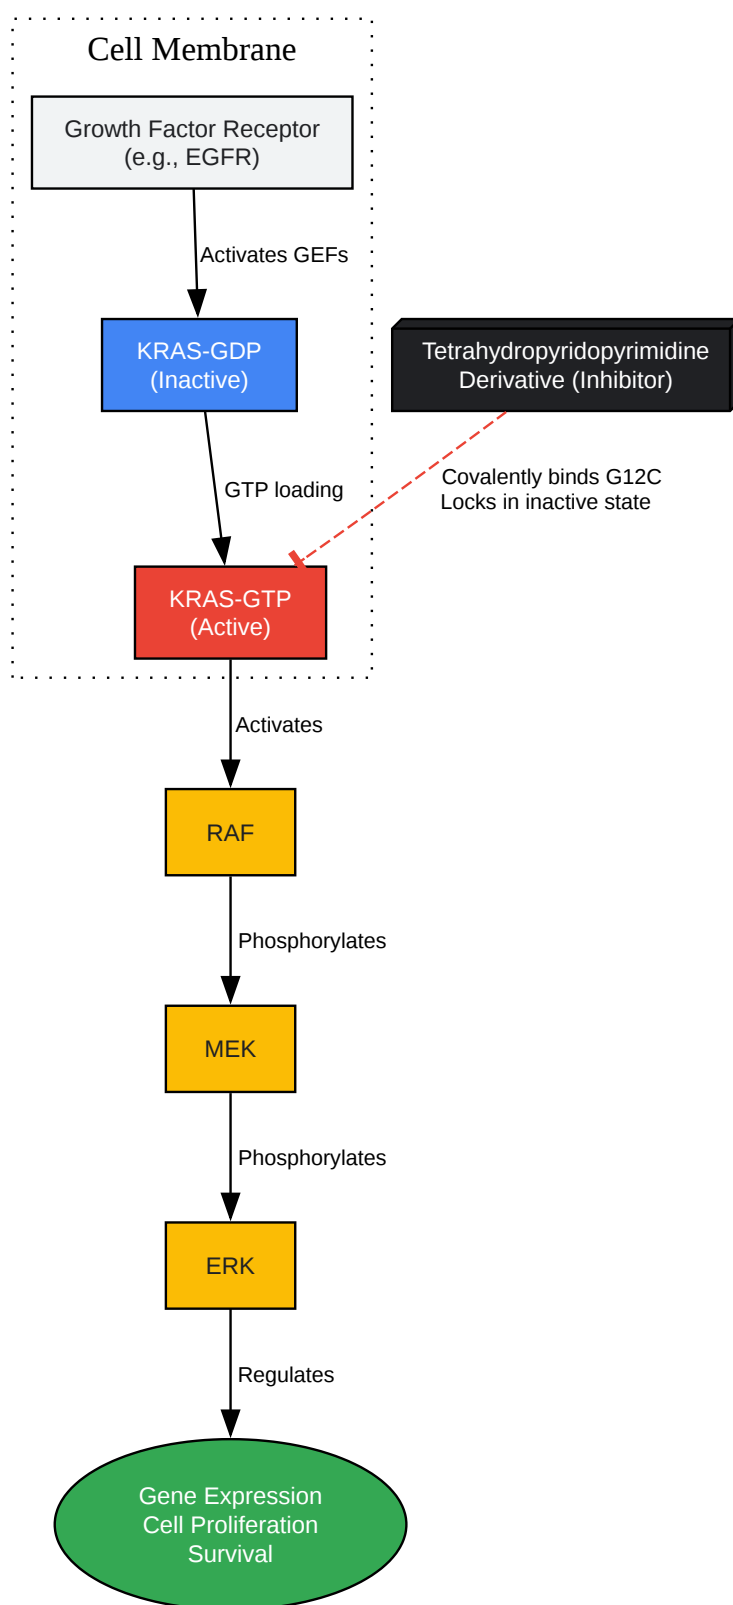 Cell Membrane
Growth Factor Receptor
(e.g., EGFR)
Activates GEFs
KRAS-GDP
(Inactive)
Tetrahydropyridopyrimidine
Derivative (Inhibitor)
GTP loading
Covalently binds G12C
Locks in inactive state
KRAS-GTP
(Active)
Activates
RAF
Phosphorylates
MEK
Phosphorylates
ERK
Regulates
Gene Expression
Cell Proliferation
Survival